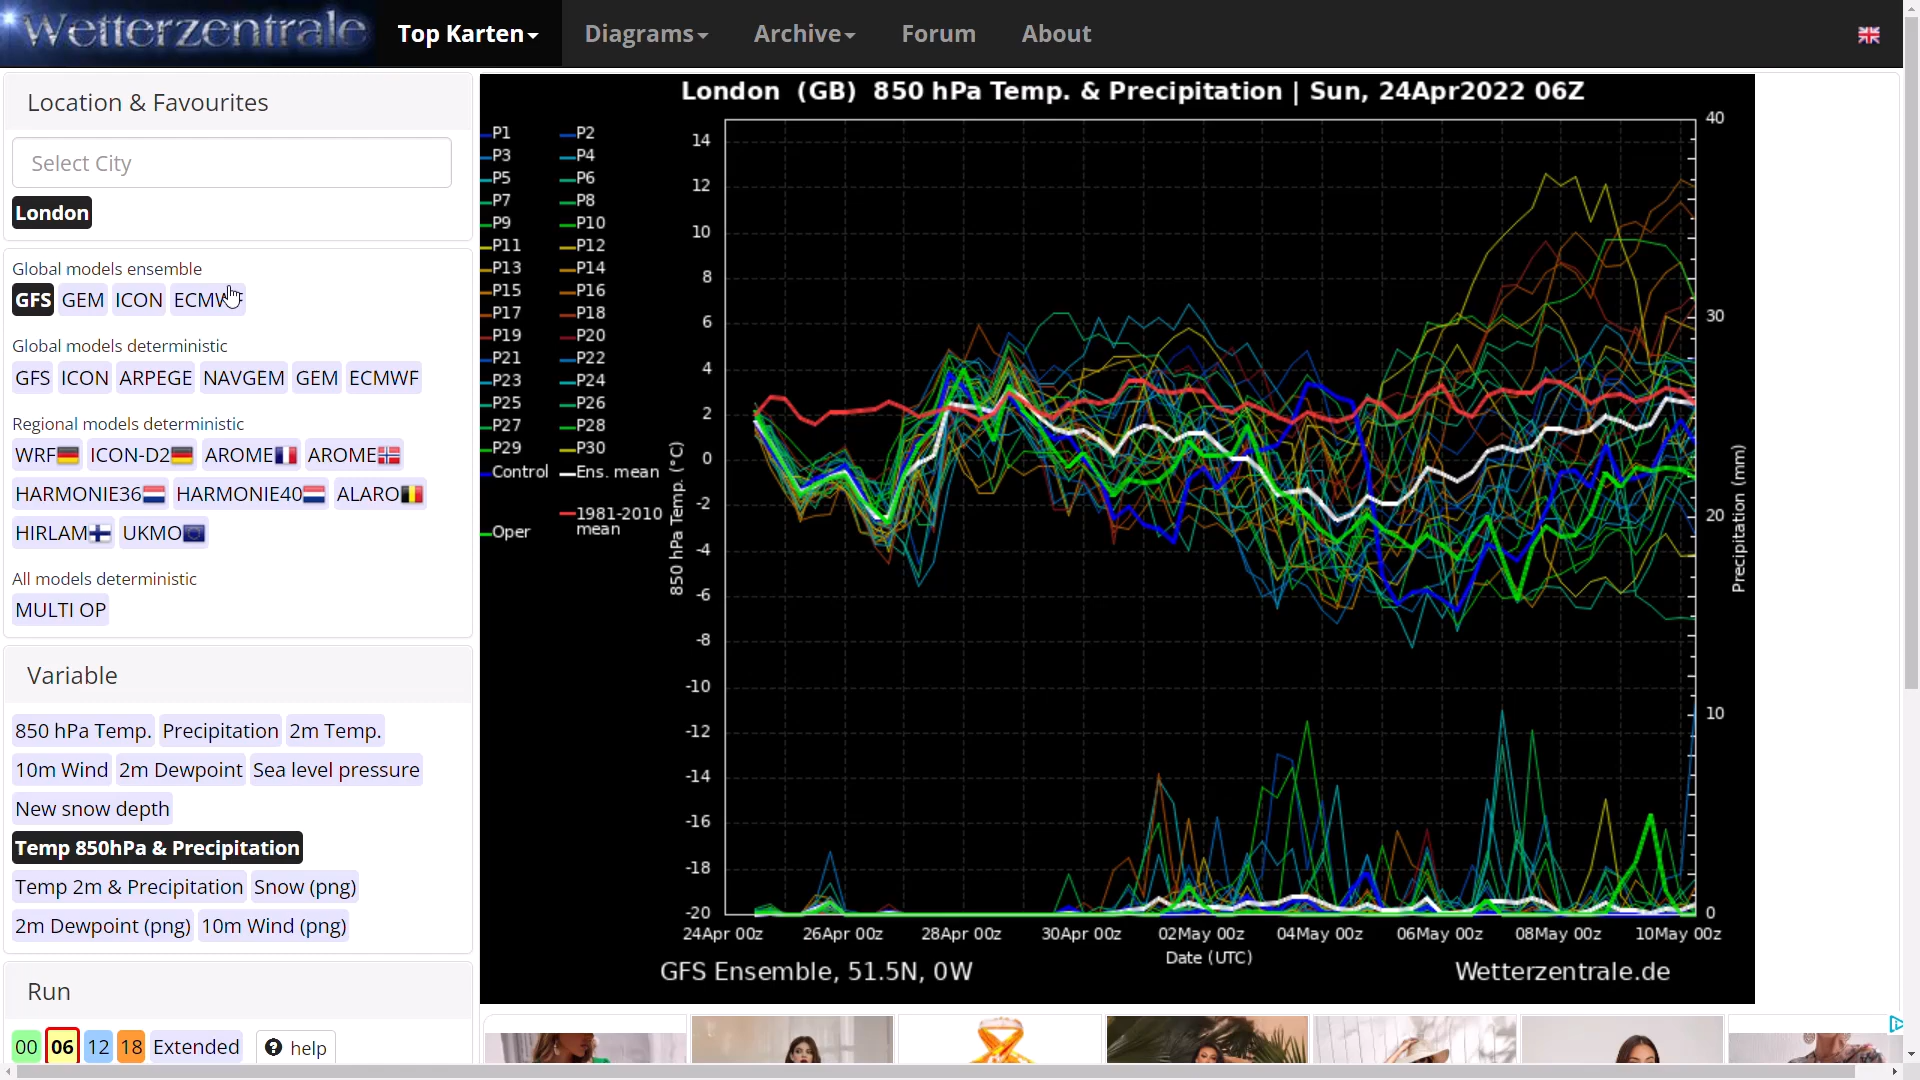 Wetterzentrale
Top Karten
Diagrams
Archive
Forum
About
Location & Favourites
Select City
London
Global models ensemble
GFS GEM ICON ECMWF
Global models deterministic
GFS ICON ARPEGE NAVGEM GEM ECMWF
Regional models deterministic
WRF ICON-D2 AROME AROME
HARMONIE36 HARMONIE40 ALARO
HIRLAM UKMO
All models deterministic
MULTI OP
Variable
850 hPa Temp. Precipitation 2m Temp.
10m Wind 2m Dewpoint Sea level pressure
New snow depth
Temp 850hPa & Precipitation
Temp 2m & Precipitation Snow (png)
2m Dewpoint (png) 10m Wind (png)
Run
00 06 12 18 Extended help
London (GB) 850 hPa Temp. & Precipitation | Sun, 24Apr2022 06Z
P1 P2
P3 P4
P5 P6
P7 P8
P9 P10
P11 P12
P13 P14
P15 P16
P17 P18
P19 P20
P21 P22
P23 P24
P25 P26
P27 P28
P29 P30
Control Ens. mean
Oper 1981-2010
mean
850 hPa Temp. (°C)
14
12
10
8
6
4
2
0
-2
-4
-6
-8
-10
-12
-14
-16
-18
-20
40
30
20
10
0
Precipitation (mm)
24Apr 00z 26Apr 00z 28Apr 00z 30Apr 00z 02May 00z 04May 00z 06May 00z 08May 00z 10May 00z
Date (UTC)
GFS Ensemble, 51.5N, 0W
Wetterzentrale.de